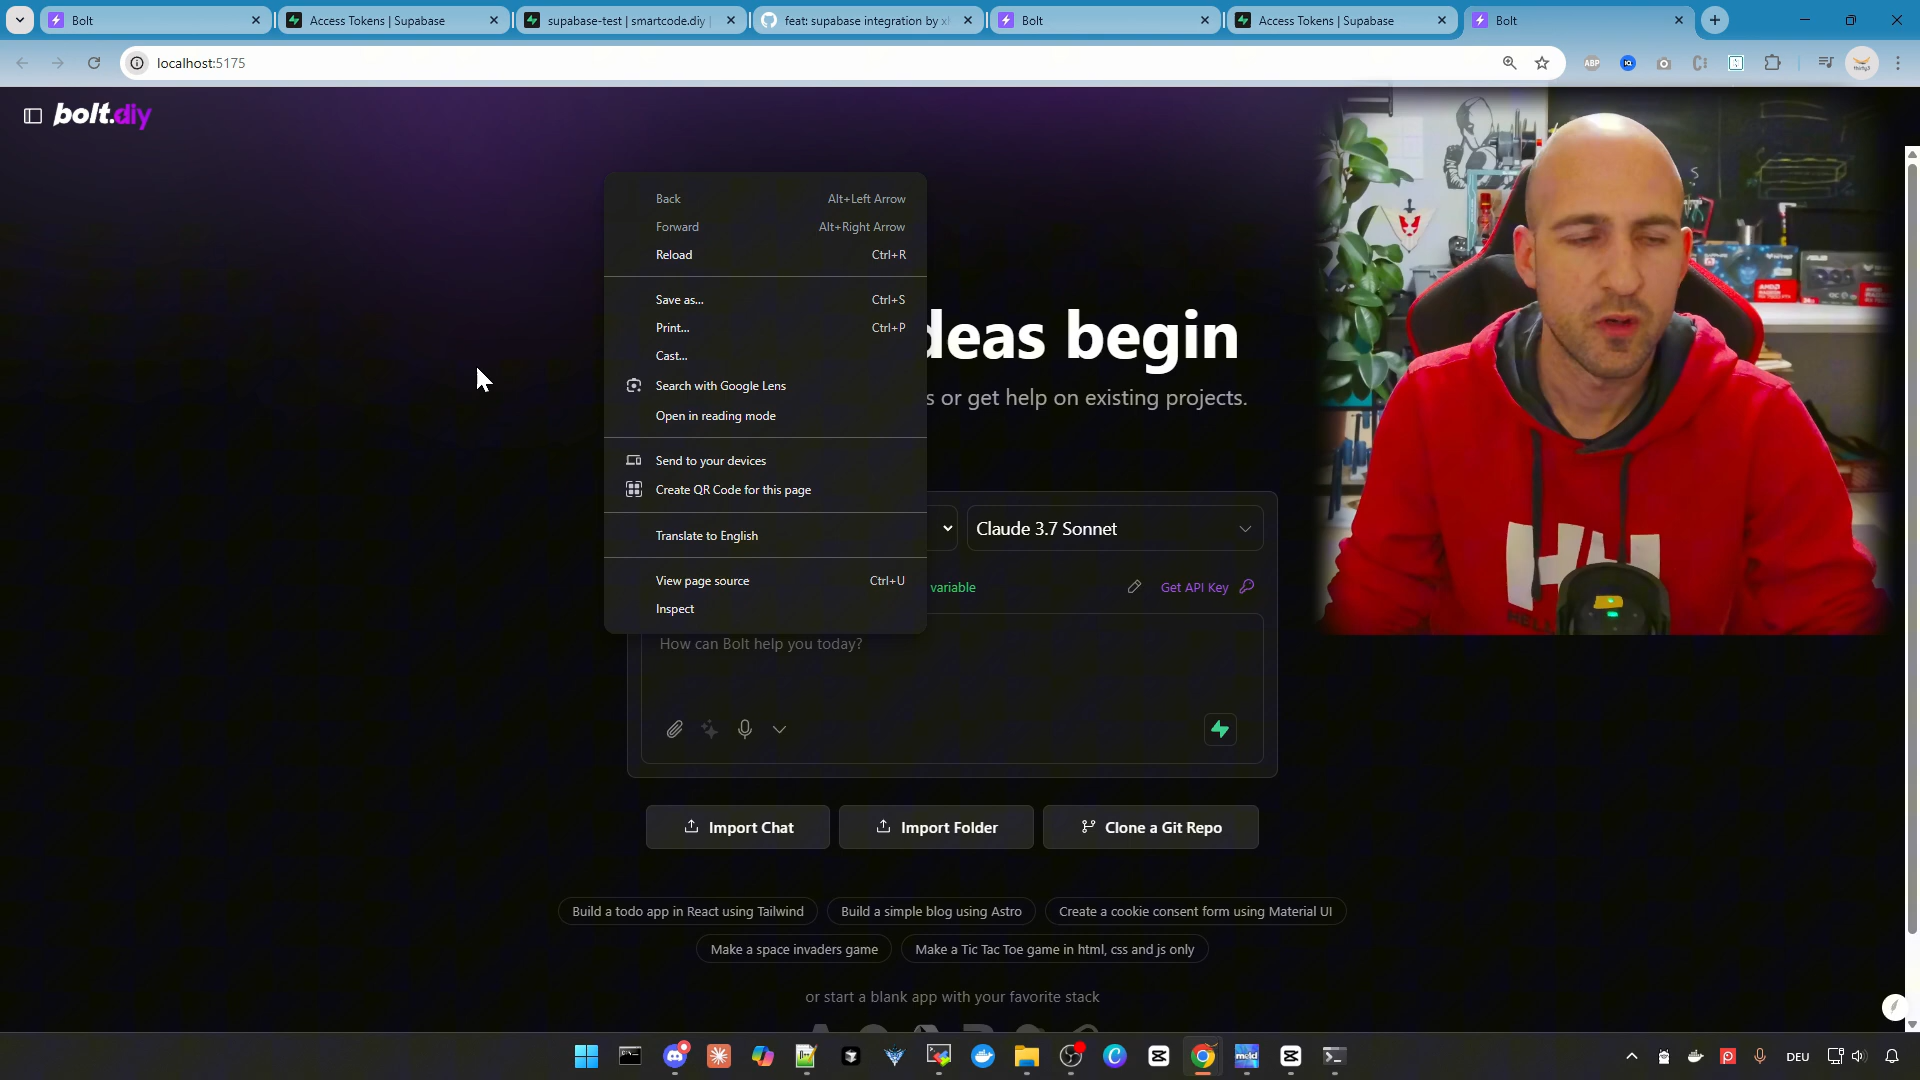 Bolt
Access Tokens | Supabase
supabase-test | smartcode.diy |
feat: supabase integration by xl
Bolt
Access Tokens | Supabase
Bolt
localhost:5175
ABP
bolt.diy
Back Alt+Left Arrow
Forward Alt+Right Arrow
Reload Ctrl+R
Save as... Ctrl+S
Print... Ctrl+P
Cast...
Search with Google Lens
Open in reading mode
Send to your devices
Create QR Code for this page
Translate to English
View page source Ctrl+U
Inspect
deas begin
s or get help on existing projects.
Claude 3.7 Sonnet
variable
Get API Key
How can Bolt help you today?
Import Chat
Import Folder
Clone a Git Repo
Build a todo app in React using Tailwind
Build a simple blog using Astro
Create a cookie consent form using Material UI
Make a space invaders game
Make a Tic Tac Toe game in html, css and js only
or start a blank app with your favorite stack
HH
AMD
ASUS
AMD
DEU